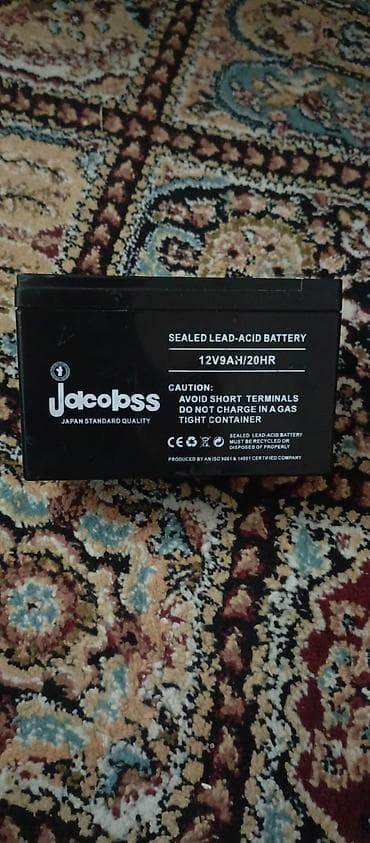 SEALED LEAD-ACID BATTERY
12V9AH/20HR
Jacobss
JAPAN STANDARD QUALITY
CAUTION:
AVOID SHORT TERMINALS
DO NOT CHARGE IN A GAS
TIGHT CONTAINER
CE
SEALED LEAD-ACID BATTERY
MUST BE RECYCLED OR
DISPOSED OF PROPERLY
PRODUCED BY AN ISO 9001 & 14001 CERTIFIED COMPANY